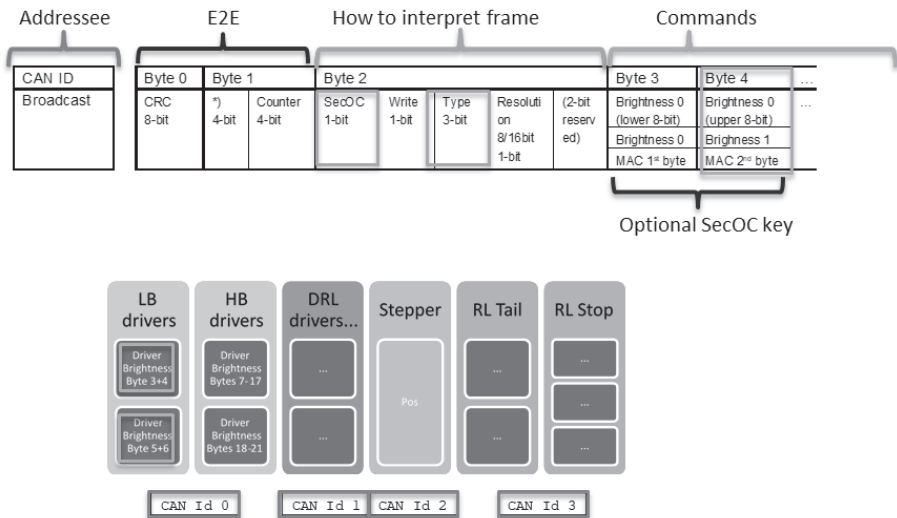 Addressee E2E How to interpret frame Commands
CAN ID Byte 0 Byte 1 Byte 2 Byte 3 Byte 4 ...
Broadcast
CRC
8-bit
*)
4-bit
Counter
4-bit
SecOC
1-bit
Write
1-bit
Type
3-bit
Resoluti
on
8/16bit
1-bit
(2-bit
reserv
ed)
Brightness 0
(lower 8-bit)
Brightness 0
(upper 8-bit)
...
Brightness 0 Brighness 1
MAC 1st byte MAC 2nd byte
Optional SecOC key
LB
drivers
HB
drivers
DRL
drivers...
Stepper
RL Tail
RL Stop
Driver
Brightness
Byte 3+4
Driver
Brightness
Bytes 7-17
...
Pos
...
...
Driver
Brightness
Byte 5+6
Driver
Brightness
Bytes 18-21
...
...
...
...
CAN Id 0 CAN Id 1 CAN Id 2 CAN Id 3